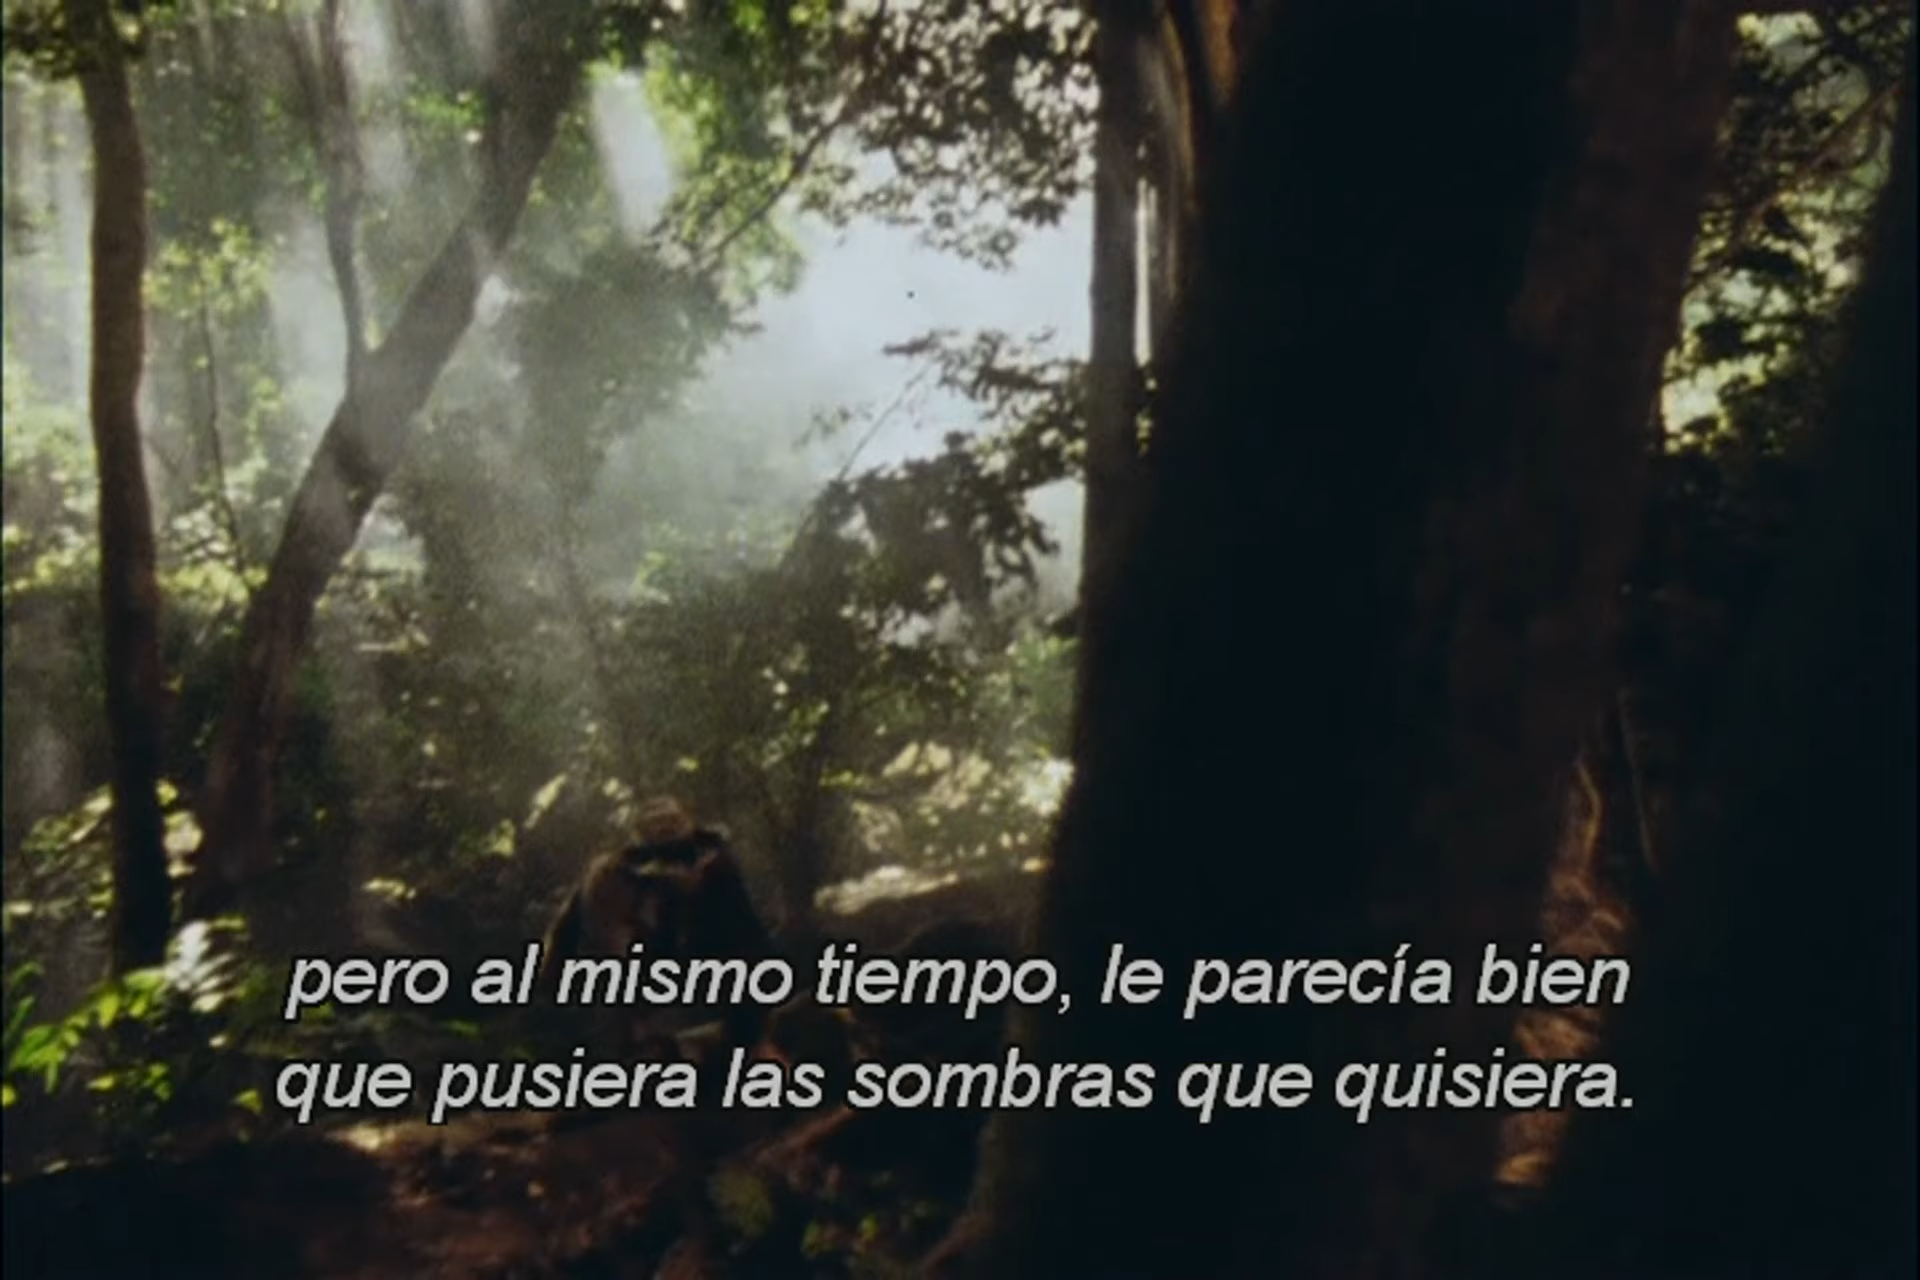 pero al mismo tiempo, le parecía bien
que pusiera las sombras que quisiera.